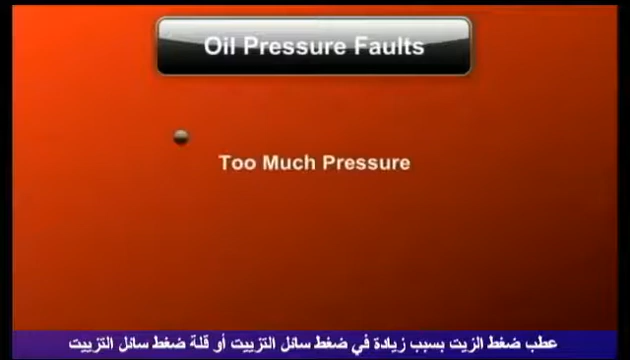 Oil Pressure Faults
Too Much Pressure
عطب ضغط الزيت بسبب زيادة في ضغط سائل التزييت أو قلة ضغط سائل التزييت